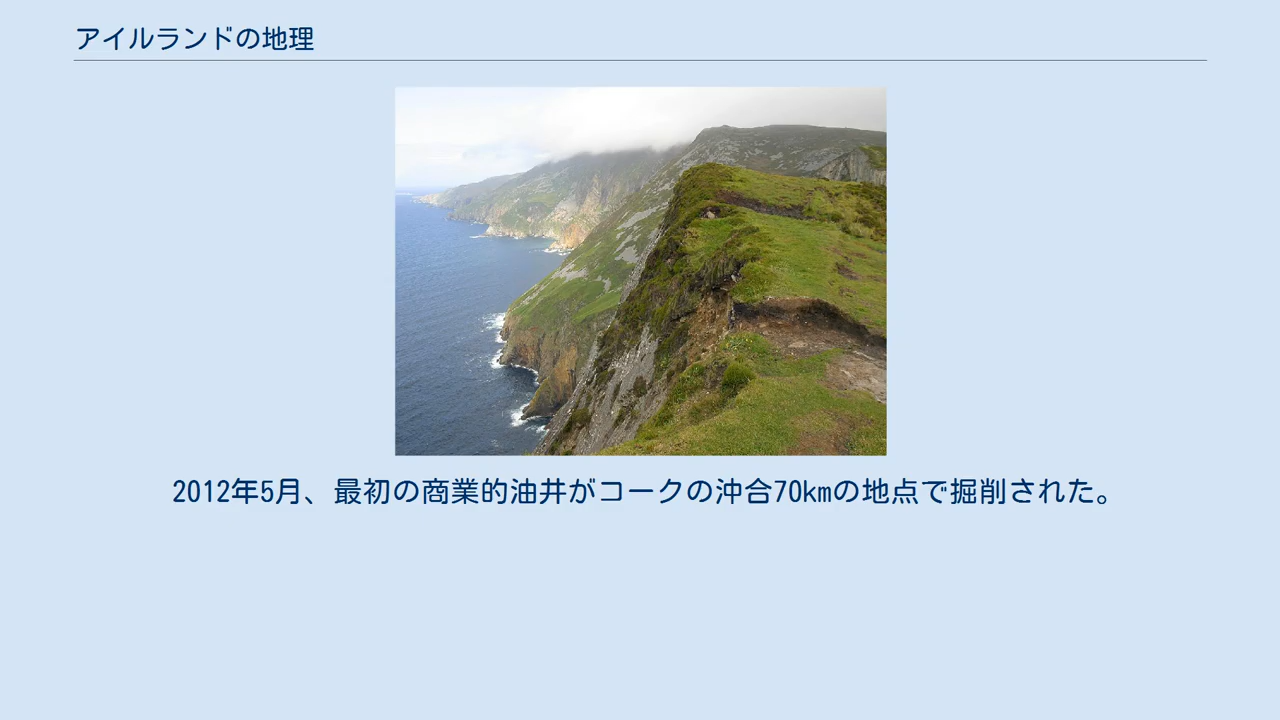 アイルランドの地理
2012年5月、最初の商業的油井がコークの沖合70kmの地点で掘削された。